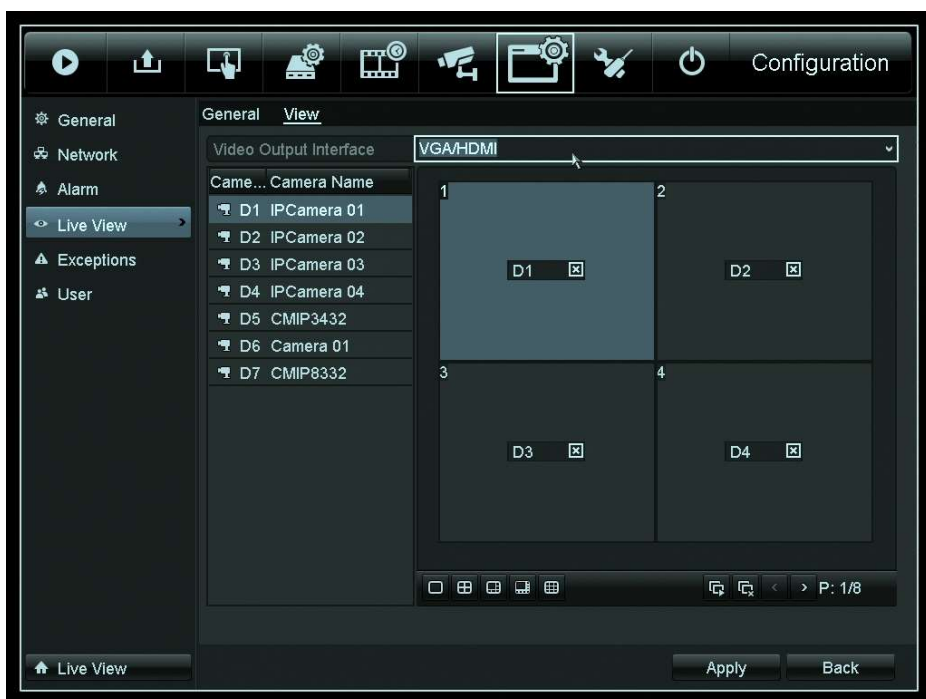 Configuration
General
Network
Alarm
Live View
Exceptions
User
General View
Video Output Interface VGA/HDMI
Came... Camera Name
D1 IPCamera 01
D2 IPCamera 02
D3 IPCamera 03
D4 IPCamera 04
D5 CMIP3432
D6 Camera 01
D7 CMIP8332
1 2
D1 D2
3 4
D3 D4
P: 1/8
Live View
Apply Back